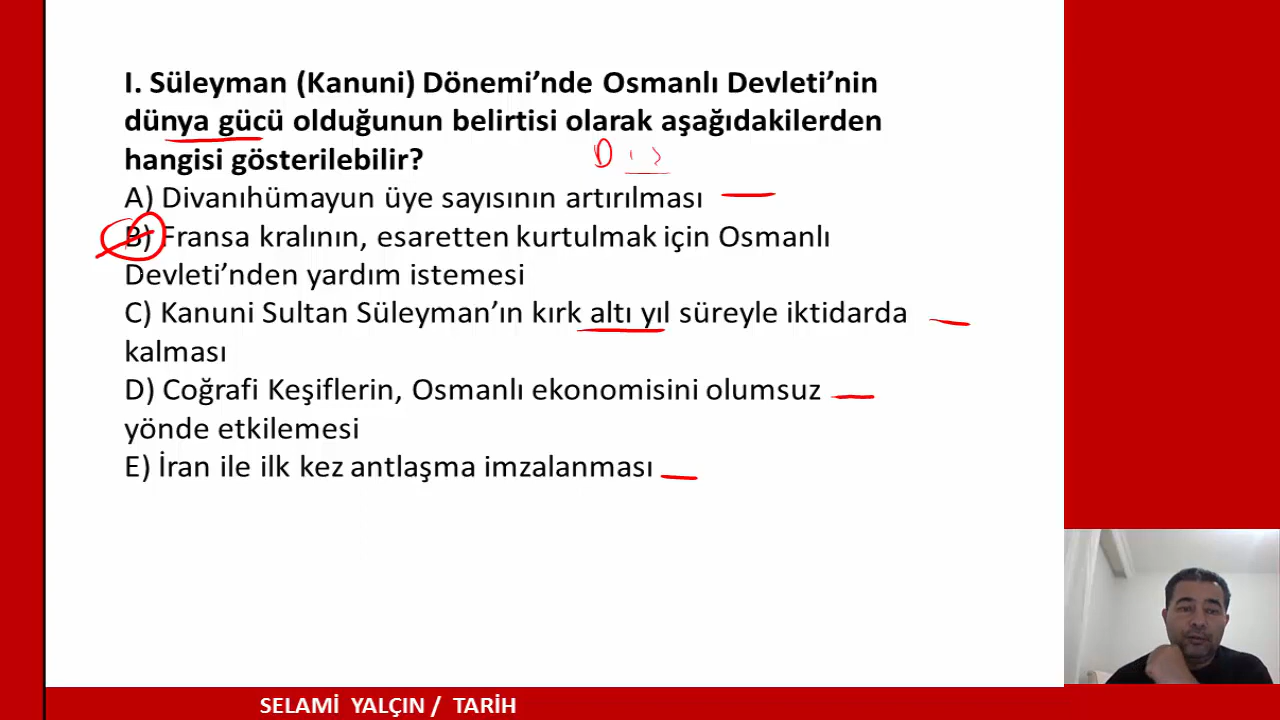 I. Süleyman (Kanuni) Dönemi’nde Osmanlı Devleti’nin
dünya gücü olduğunun belirtisi olarak aşağıdakilerden
hangisi gösterilebilir?
A) Divanıhümayun üye sayısının artırılması
B) Fransa kralının, esaretten kurtulmak için Osmanlı
Devleti’nden yardım istemesi
C) Kanuni Sultan Süleyman’ın kırk altı yıl süreyle iktidarda
kalması
D) Coğrafi Keşiflerin, Osmanlı ekonomisini olumsuz
yönde etkilemesi
E) İran ile ilk kez antlaşma imzalanması
SELAMİ YALÇIN / TARİH